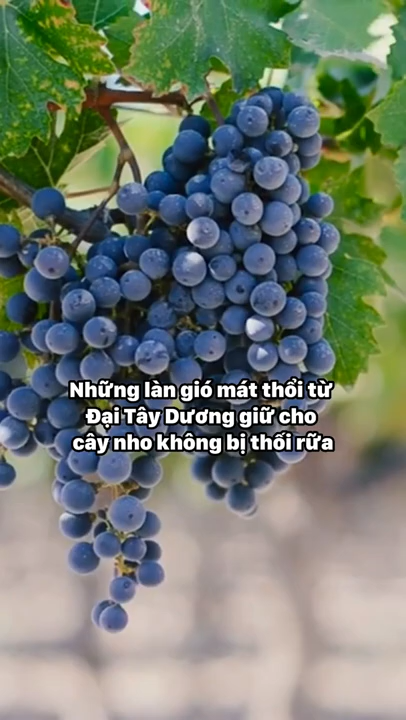 Những làn gió mát thổi từ
Đại Tây Dương giữ cho
cây nho không bị thối rữa